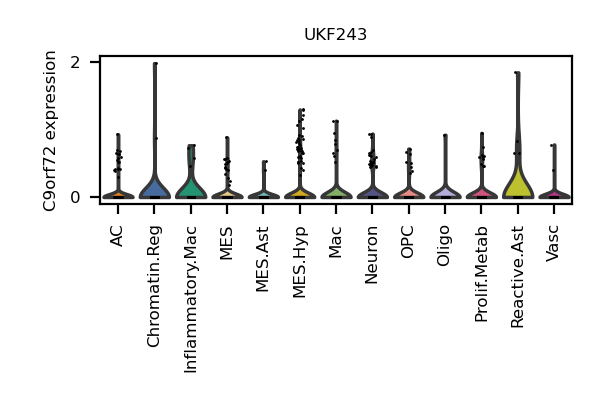 UKF243
C9orf72 expression
2
0
AC
Chromatin.Reg
Inflammatory.Mac
MES
MES.Ast
MES.Hyp
Mac
Neuron
OPC
Oligo
Prolif.Metab
Reactive.Ast
Vasc